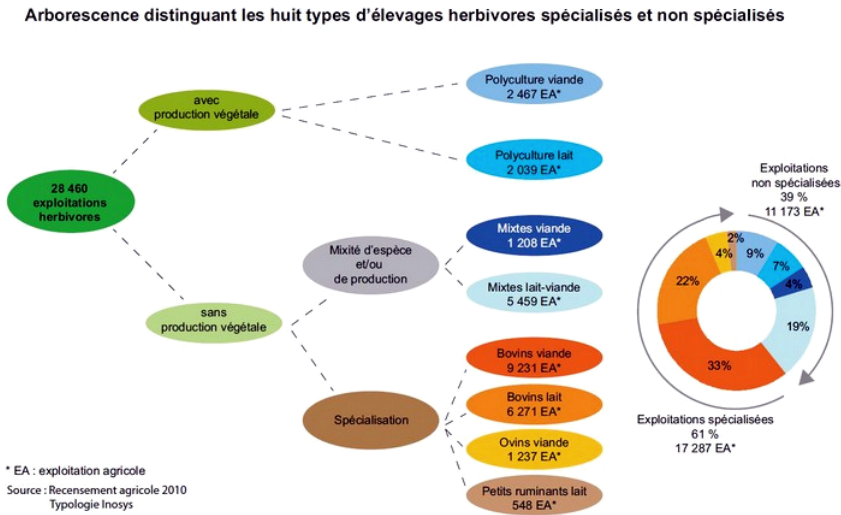 Arborescence distinguant les huit types d'élevages herbivores spécialisés et non spécialisés
avec
production végétale
Polyculture viande
2 467 EA*
Polyculture lait
2 039 EA*
28 460
exploitations
herbivores
Mixité d'espèce
et/ou
de production
Mixtes viande
1 208 EA*
Mixtes lait-viande
5 459 EA*
sans
production végétale
Spécialisation
Bovins viande
9 231 EA*
Bovins lait
6 271 EA*
Ovins viande
1 237 EA*
Petits ruminants lait
548 EA*
Exploitations
non spécialisées
39 %
11 173 EA*
2%
9%
7%
4%
19%
33%
22%
4%
Exploitations spécialisées
61 %
17 287 EA*
* EA : exploitation agricole
Source : Recensement agricole 2010
Typologie Inosys